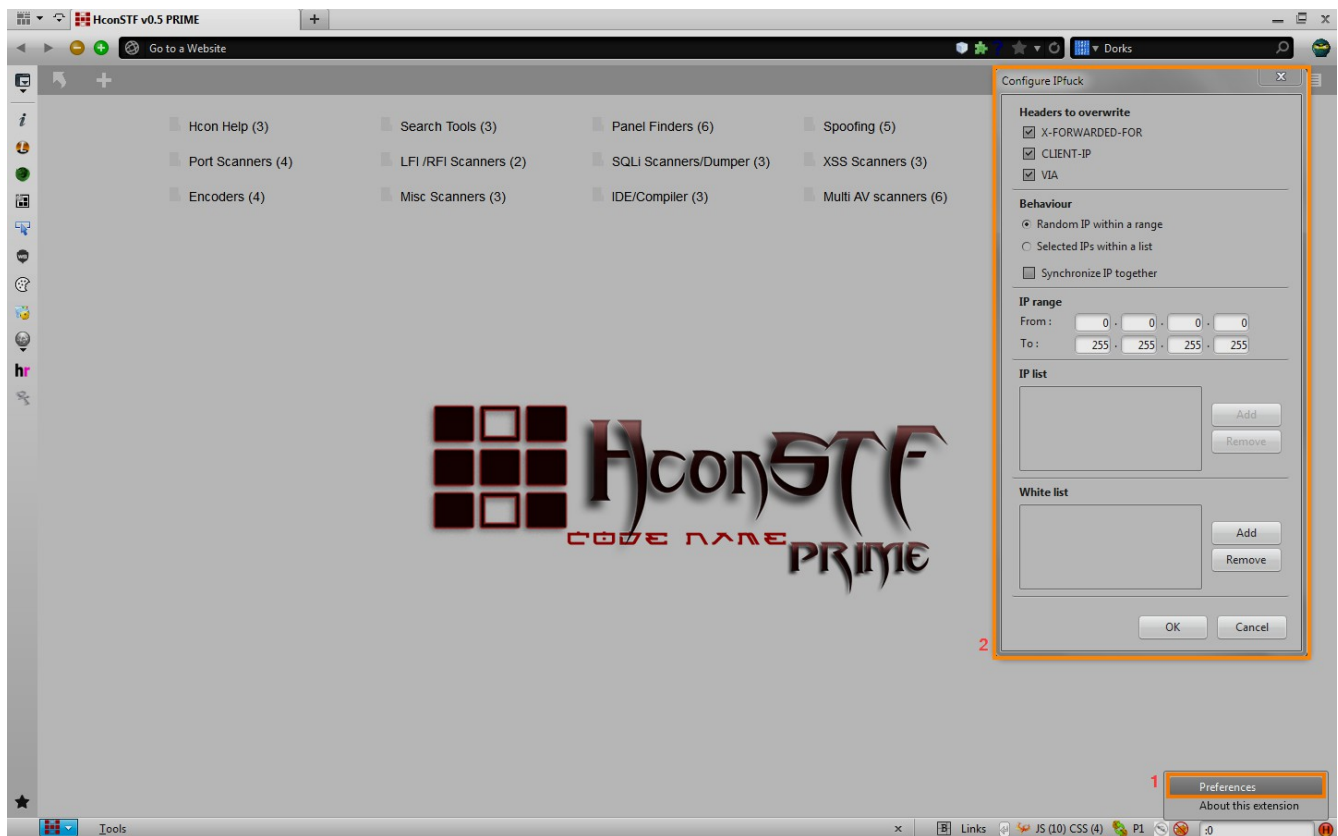 HconSTF v0.5 PRIME
+
Go to a Website
Dorks
Configure IPfuck
x
Headers to overwrite
X-FORWARDED-FOR
CLIENT-IP
VIA
Behaviour
Random IP within a range
Selected IPs within a list
Synchronize IP together
IP range
From : 0 . 0 . 0 . 0
To : 255 . 255 . 255 . 255
IP list
Add
Remove
White list
Add
Remove
OK Cancel
2
Hcon Help (3) Search Tools (3) Panel Finders (6) Spoofing (5)
Port Scanners (4) LFI /RFI Scanners (2) SQLi Scanners/Dumper (3) XSS Scanners (3)
Encoders (4) Misc Scanners (3) IDE/Compiler (3) Multi AV scanners (6)
i
hr
HconSTF
CODE NAME
PRIME
1
Preferences
About this extension
Tools
x B Links JS (10) CSS (4) P1 :0 H